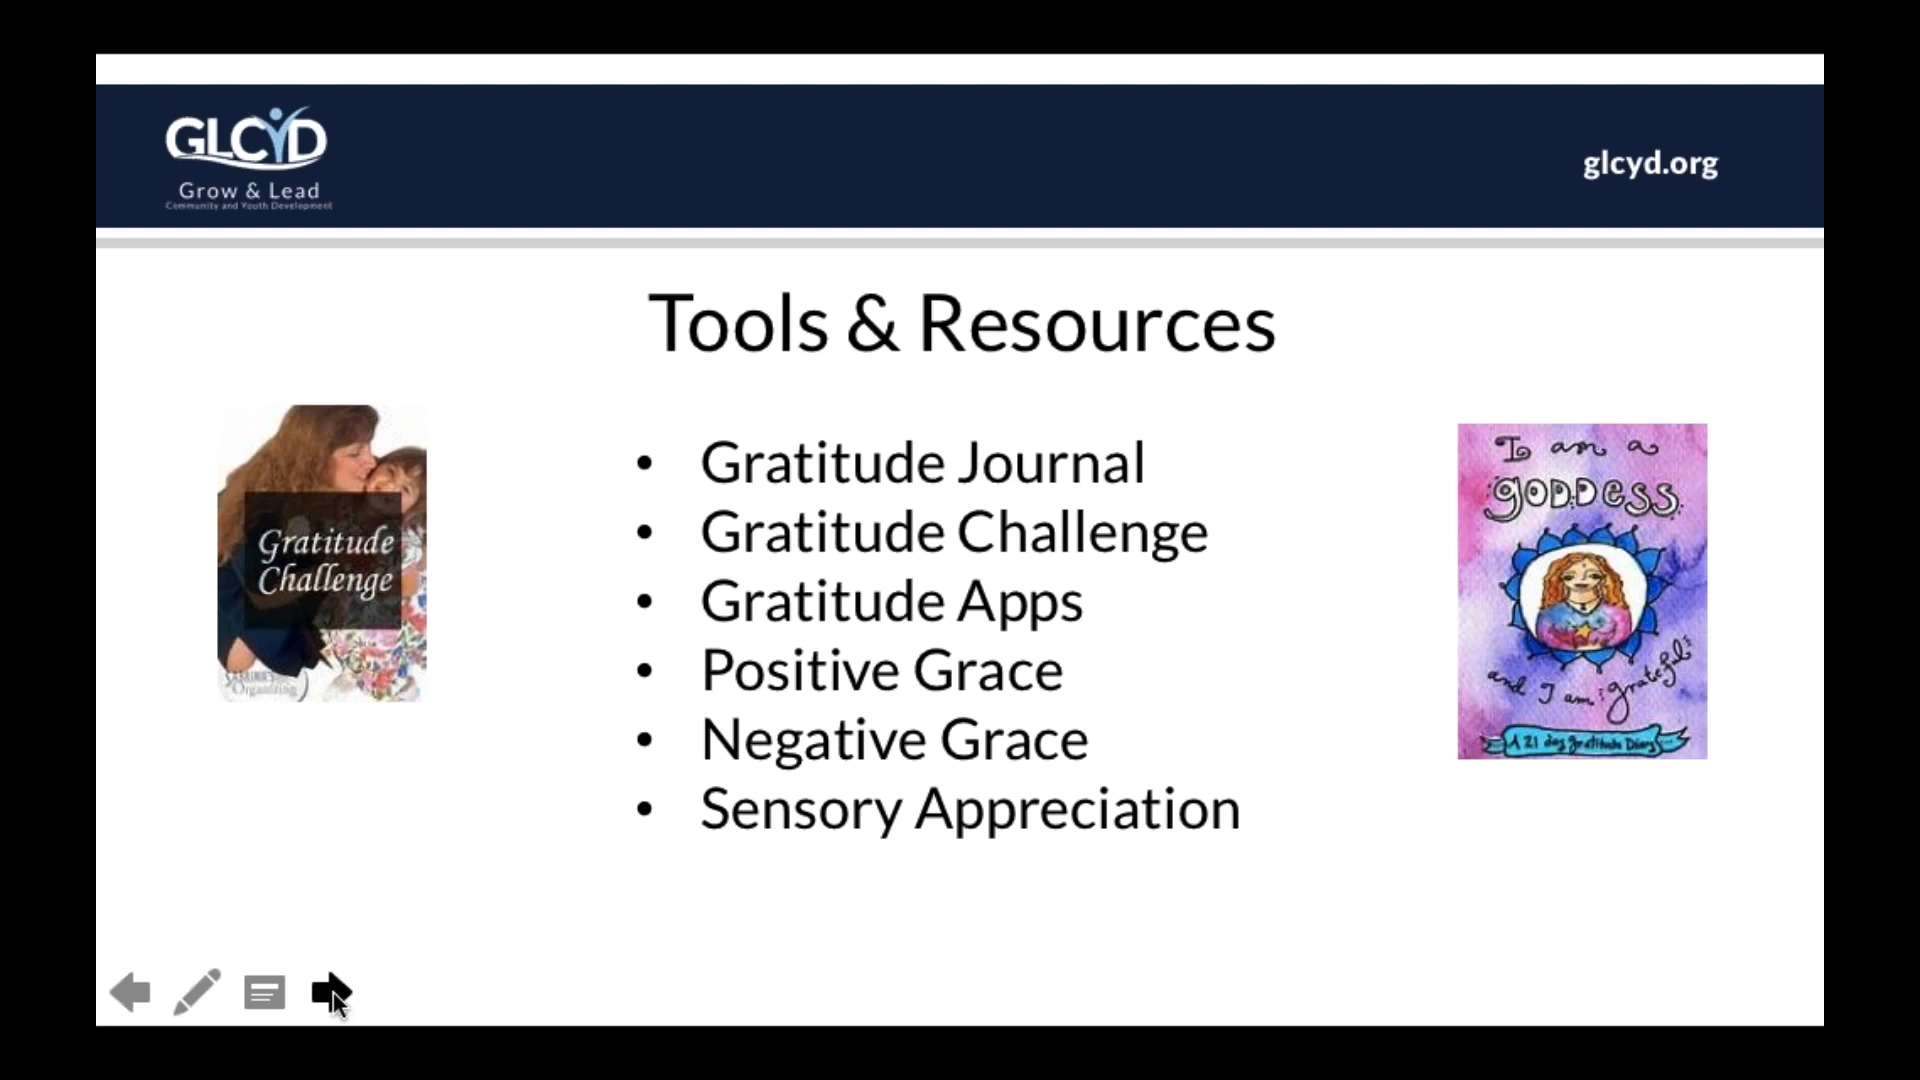 GLCYD
Grow & Lead
Community and Youth Development
glcyd.org
Tools & Resources
Gratitude
Challenge
Organizing
• Gratitude Journal
• Gratitude Challenge
• Gratitude Apps
• Positive Grace
• Negative Grace
• Sensory Appreciation
I am a
goddess
and I am grateful
A 21 day Gratitude Diary